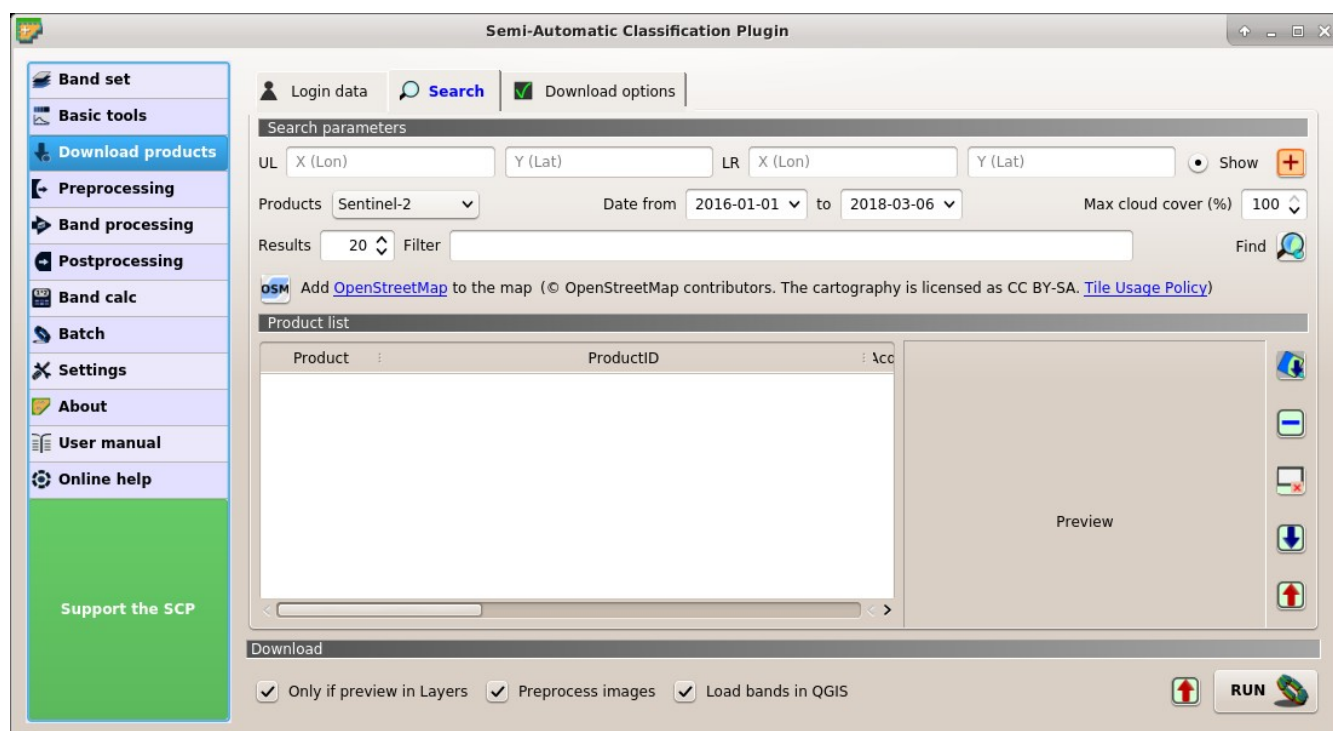 Semi-Automatic Classification Plugin
Band set
Basic tools
Download products
Preprocessing
Band processing
Postprocessing
Band calc
Batch
Settings
About
User manual
Online help
Support the SCP
Login data Search Download options
Search parameters
UL X (Lon) Y (Lat) LR X (Lon) Y (Lat) Show
Products Sentinel-2 Date from 2016-01-01 to 2018-03-06 Max cloud cover (%) 100
Results 20 Filter Find
OSM Add OpenStreetMap to the map (© OpenStreetMap contributors. The cartography is licensed as CC BY-SA. Tile Usage Policy)
Product list
Product ProductID
Preview
Download
Only if preview in Layers Preprocess images Load bands in QGIS RUN